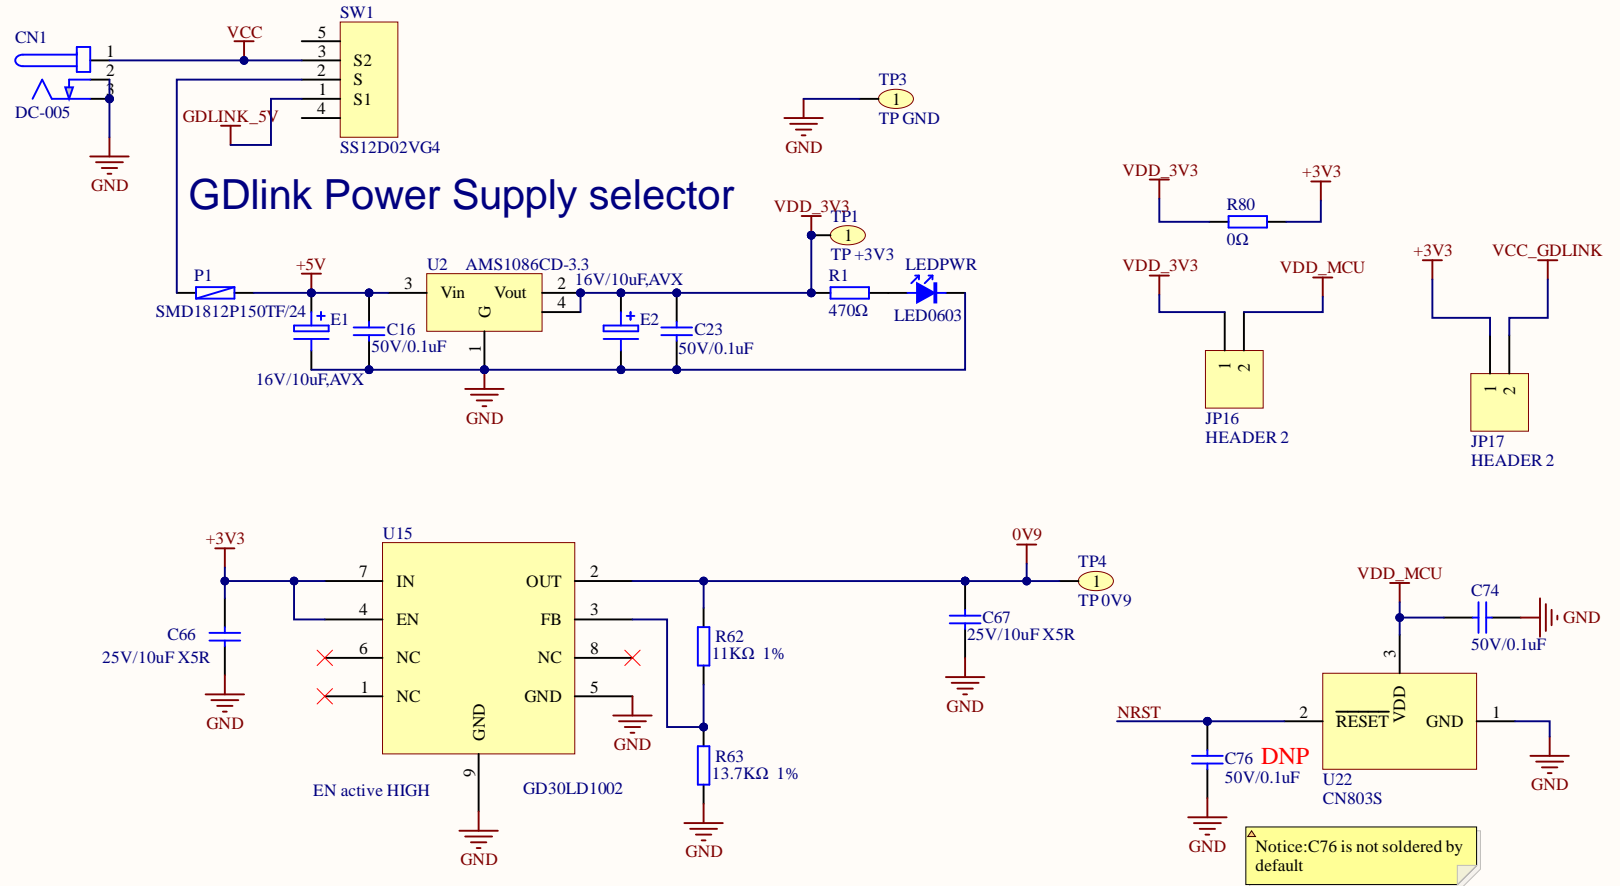 SW1
CN1
VCC
5
3
2
1
4
S2
S
S1
1
2
3
DC-005
GDLINK_5V
SS12D02VG4
GND
TP3
1
TP GND
GND
GDlink Power Supply selector
VDD_3V3
TP1
1
TP +3V3
P1
SMD1812P150TF/24
+5V
U2
AMS1086CD-3.3
3
Vin
Vout
G
2
4
1
16V/10uF,AVX
E1
C16
50V/0.1uF
16V/10uF,AVX
E2
C23
50V/0.1uF
R1
470Ω
LEDPWR
LED0603
GND
VDD_3V3
+3V3
R80
0Ω
VDD_3V3
VDD_MCU
1
2
JP16
HEADER 2
+3V3
VCC_GDLINK
1
2
JP17
HEADER 2
+3V3
U15
7
IN
4
EN
6
NC
1
NC
OUT
2
FB
3
NC
8
GND
5
GND
9
C66
25V/10uF X5R
GND
EN active HIGH
GD30LD1002
GND
GND
R62
11KΩ 1%
R63
13.7KΩ 1%
GND
0V9
TP4
1
TP 0V9
C67
25V/10uF X5R
GND
VDD_MCU
C74
50V/0.1uF
GND
3
VDD
NRST
2
RESET
GND
1
C76
DNP
50V/0.1uF
U22
CN803S
GND
GND
Notice:C76 is not soldered by
default